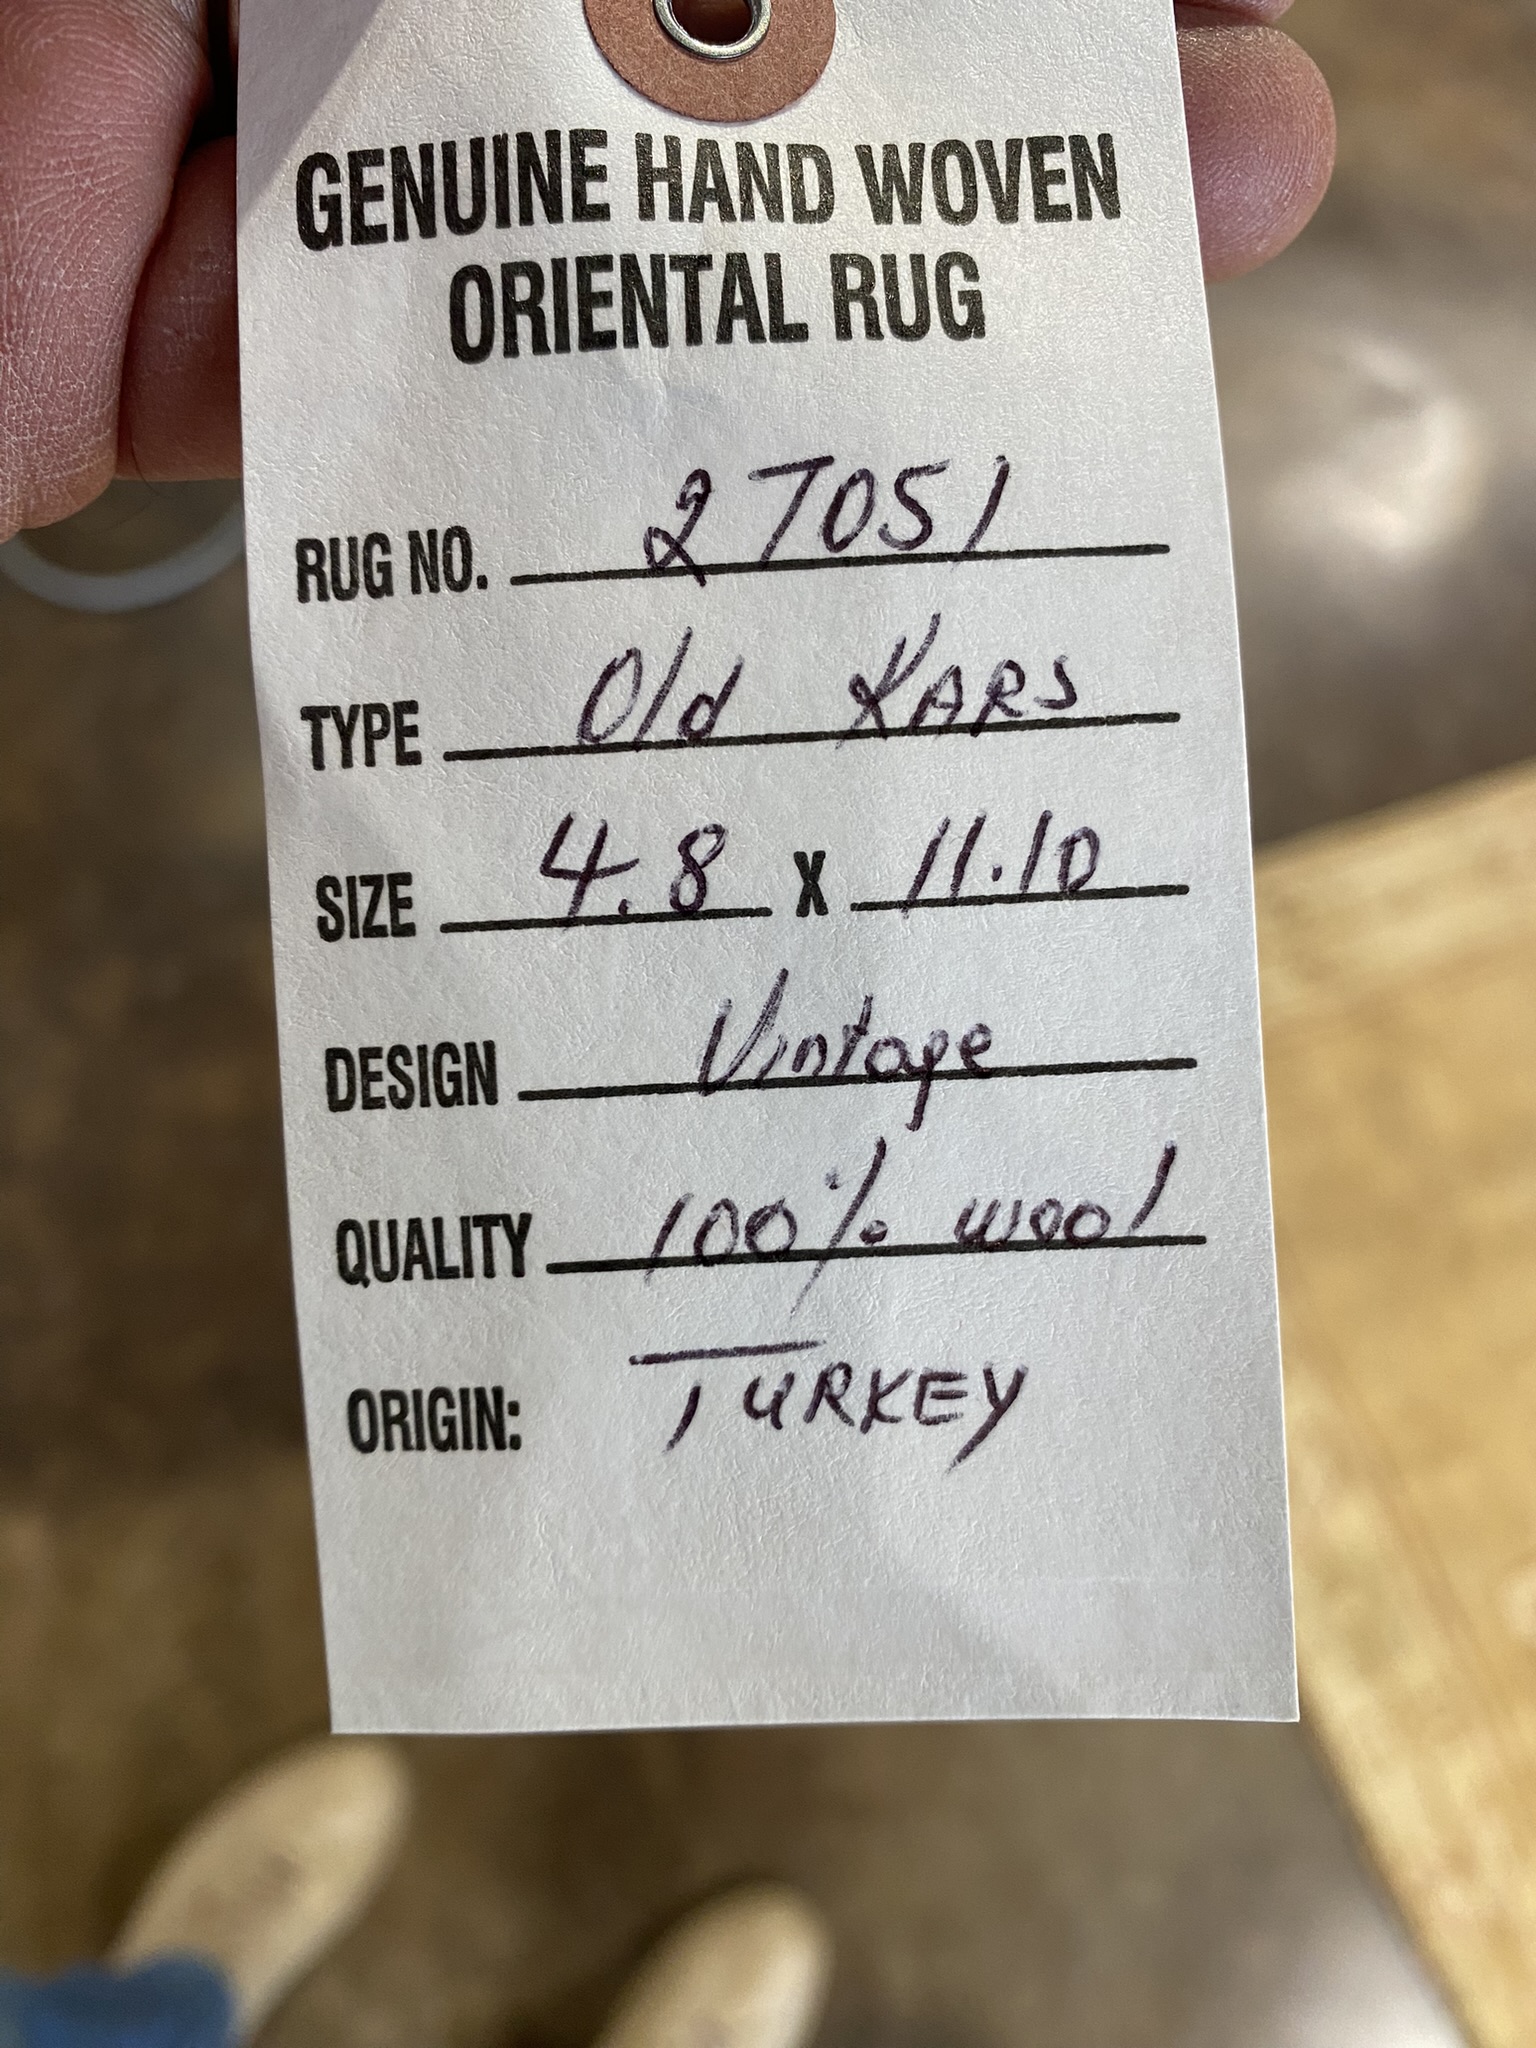 GENUINE HAND WOVEN
ORIENTAL RUG
RUG NO. 27051
TYPE Old KARS
SIZE 4.8 X 11.10
DESIGN Vintage
QUALITY 100% wool
ORIGIN: TURKEY